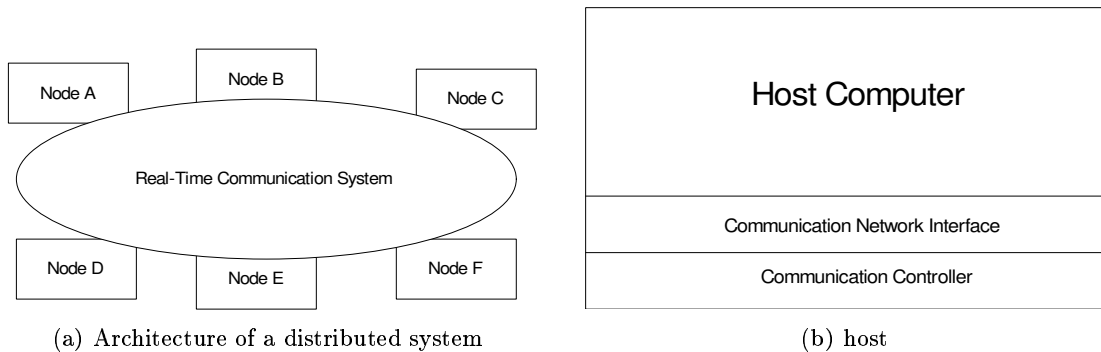 Node A
Node B
Node C
Real-Time Communication System
Node D
Node E
Node F
(a) Architecture of a distributed system
Host Computer
Communication Network Interface
Communication Controller
(b) host